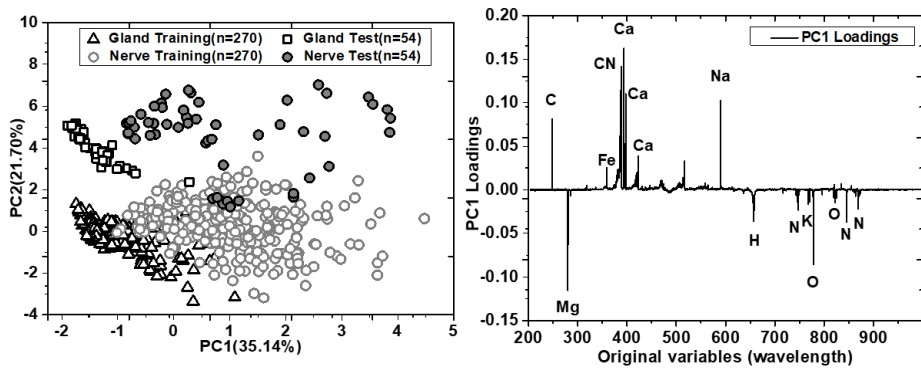 10
8
6
4
2
0
-2
-4
PC2(21.70%)
Gland Training(n=270) Gland Test(n=54)
Nerve Training(n=270) Nerve Test(n=54)
-2 -1 0 1 2 3 4 5
PC1(35.14%)
0.20
0.15
0.10
0.05
0.00
-0.05
-0.10
-0.15
PC1 Loadings
PC1 Loadings
Ca
CN
C
Ca
Na
Fe
Ca
H
N
K
O
O
N
N
Mg
200 300 400 500 600 700 800 900
Original variables (wavelength)